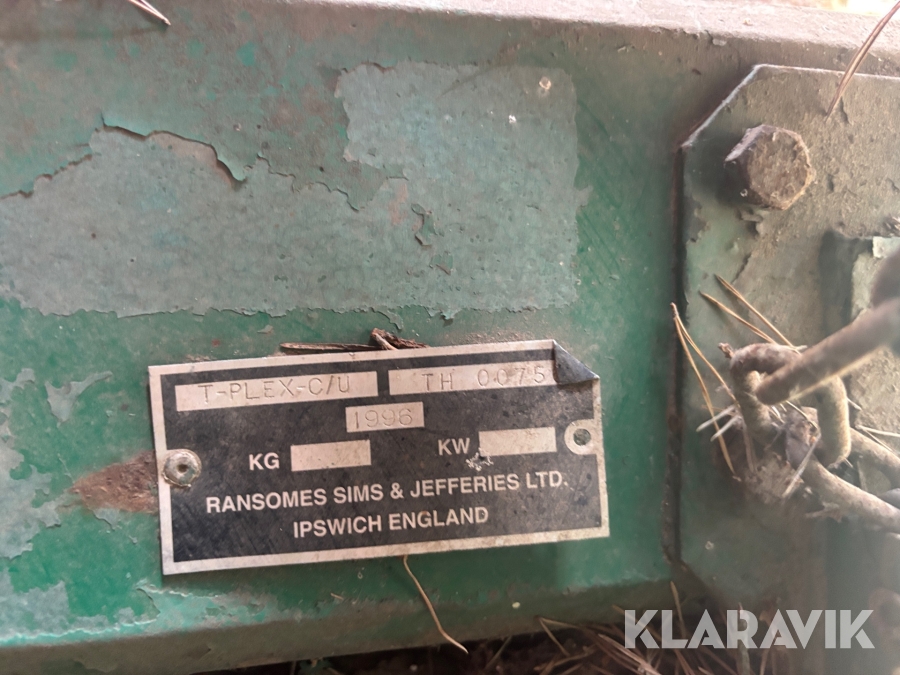 T-PLEX-C/U TH 0075
1996
KG KW
RANSOMES SIMS & JEFFERIES LTD.
IPSWICH ENGLAND
KLARAVIK